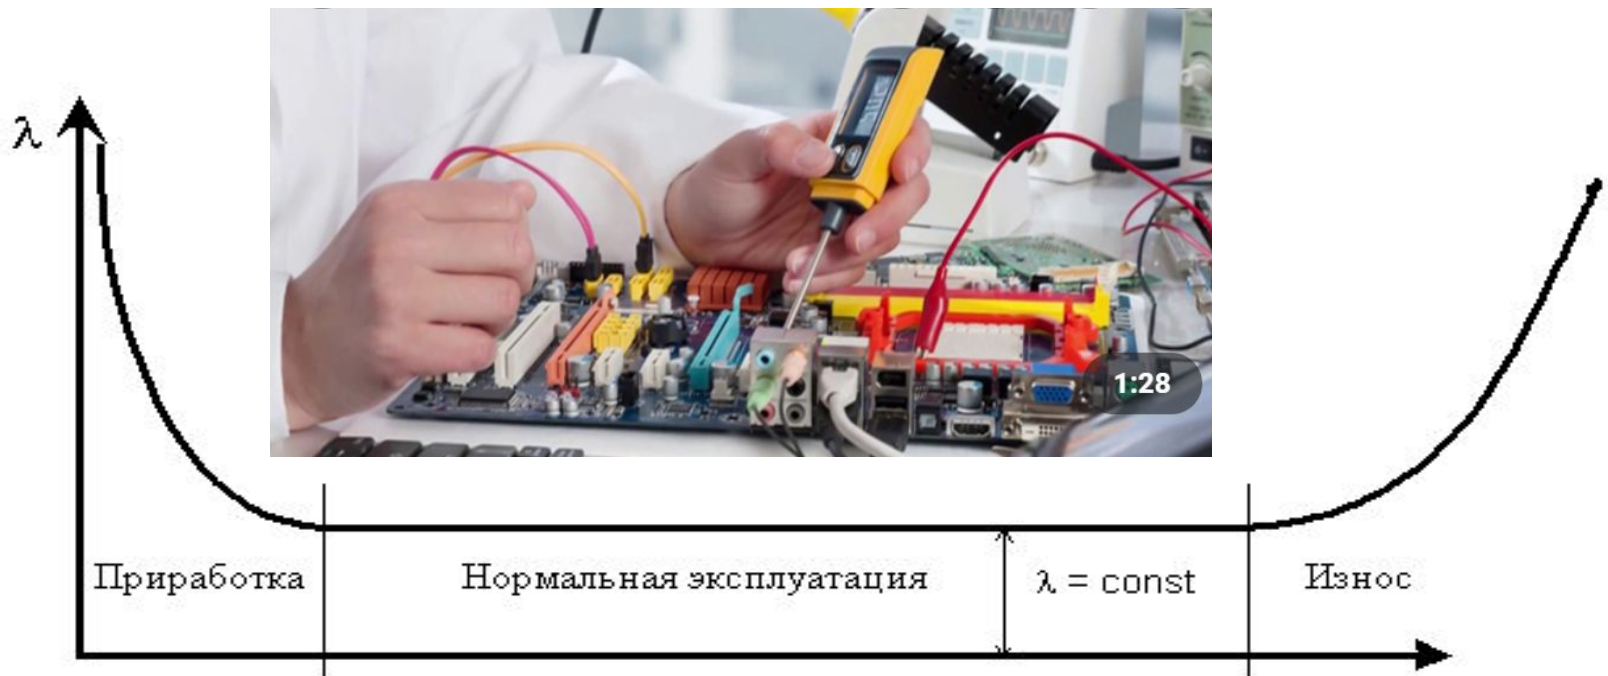 λ
1:28
Приработка
Нормальная эксплуатация
λ = const
Износ